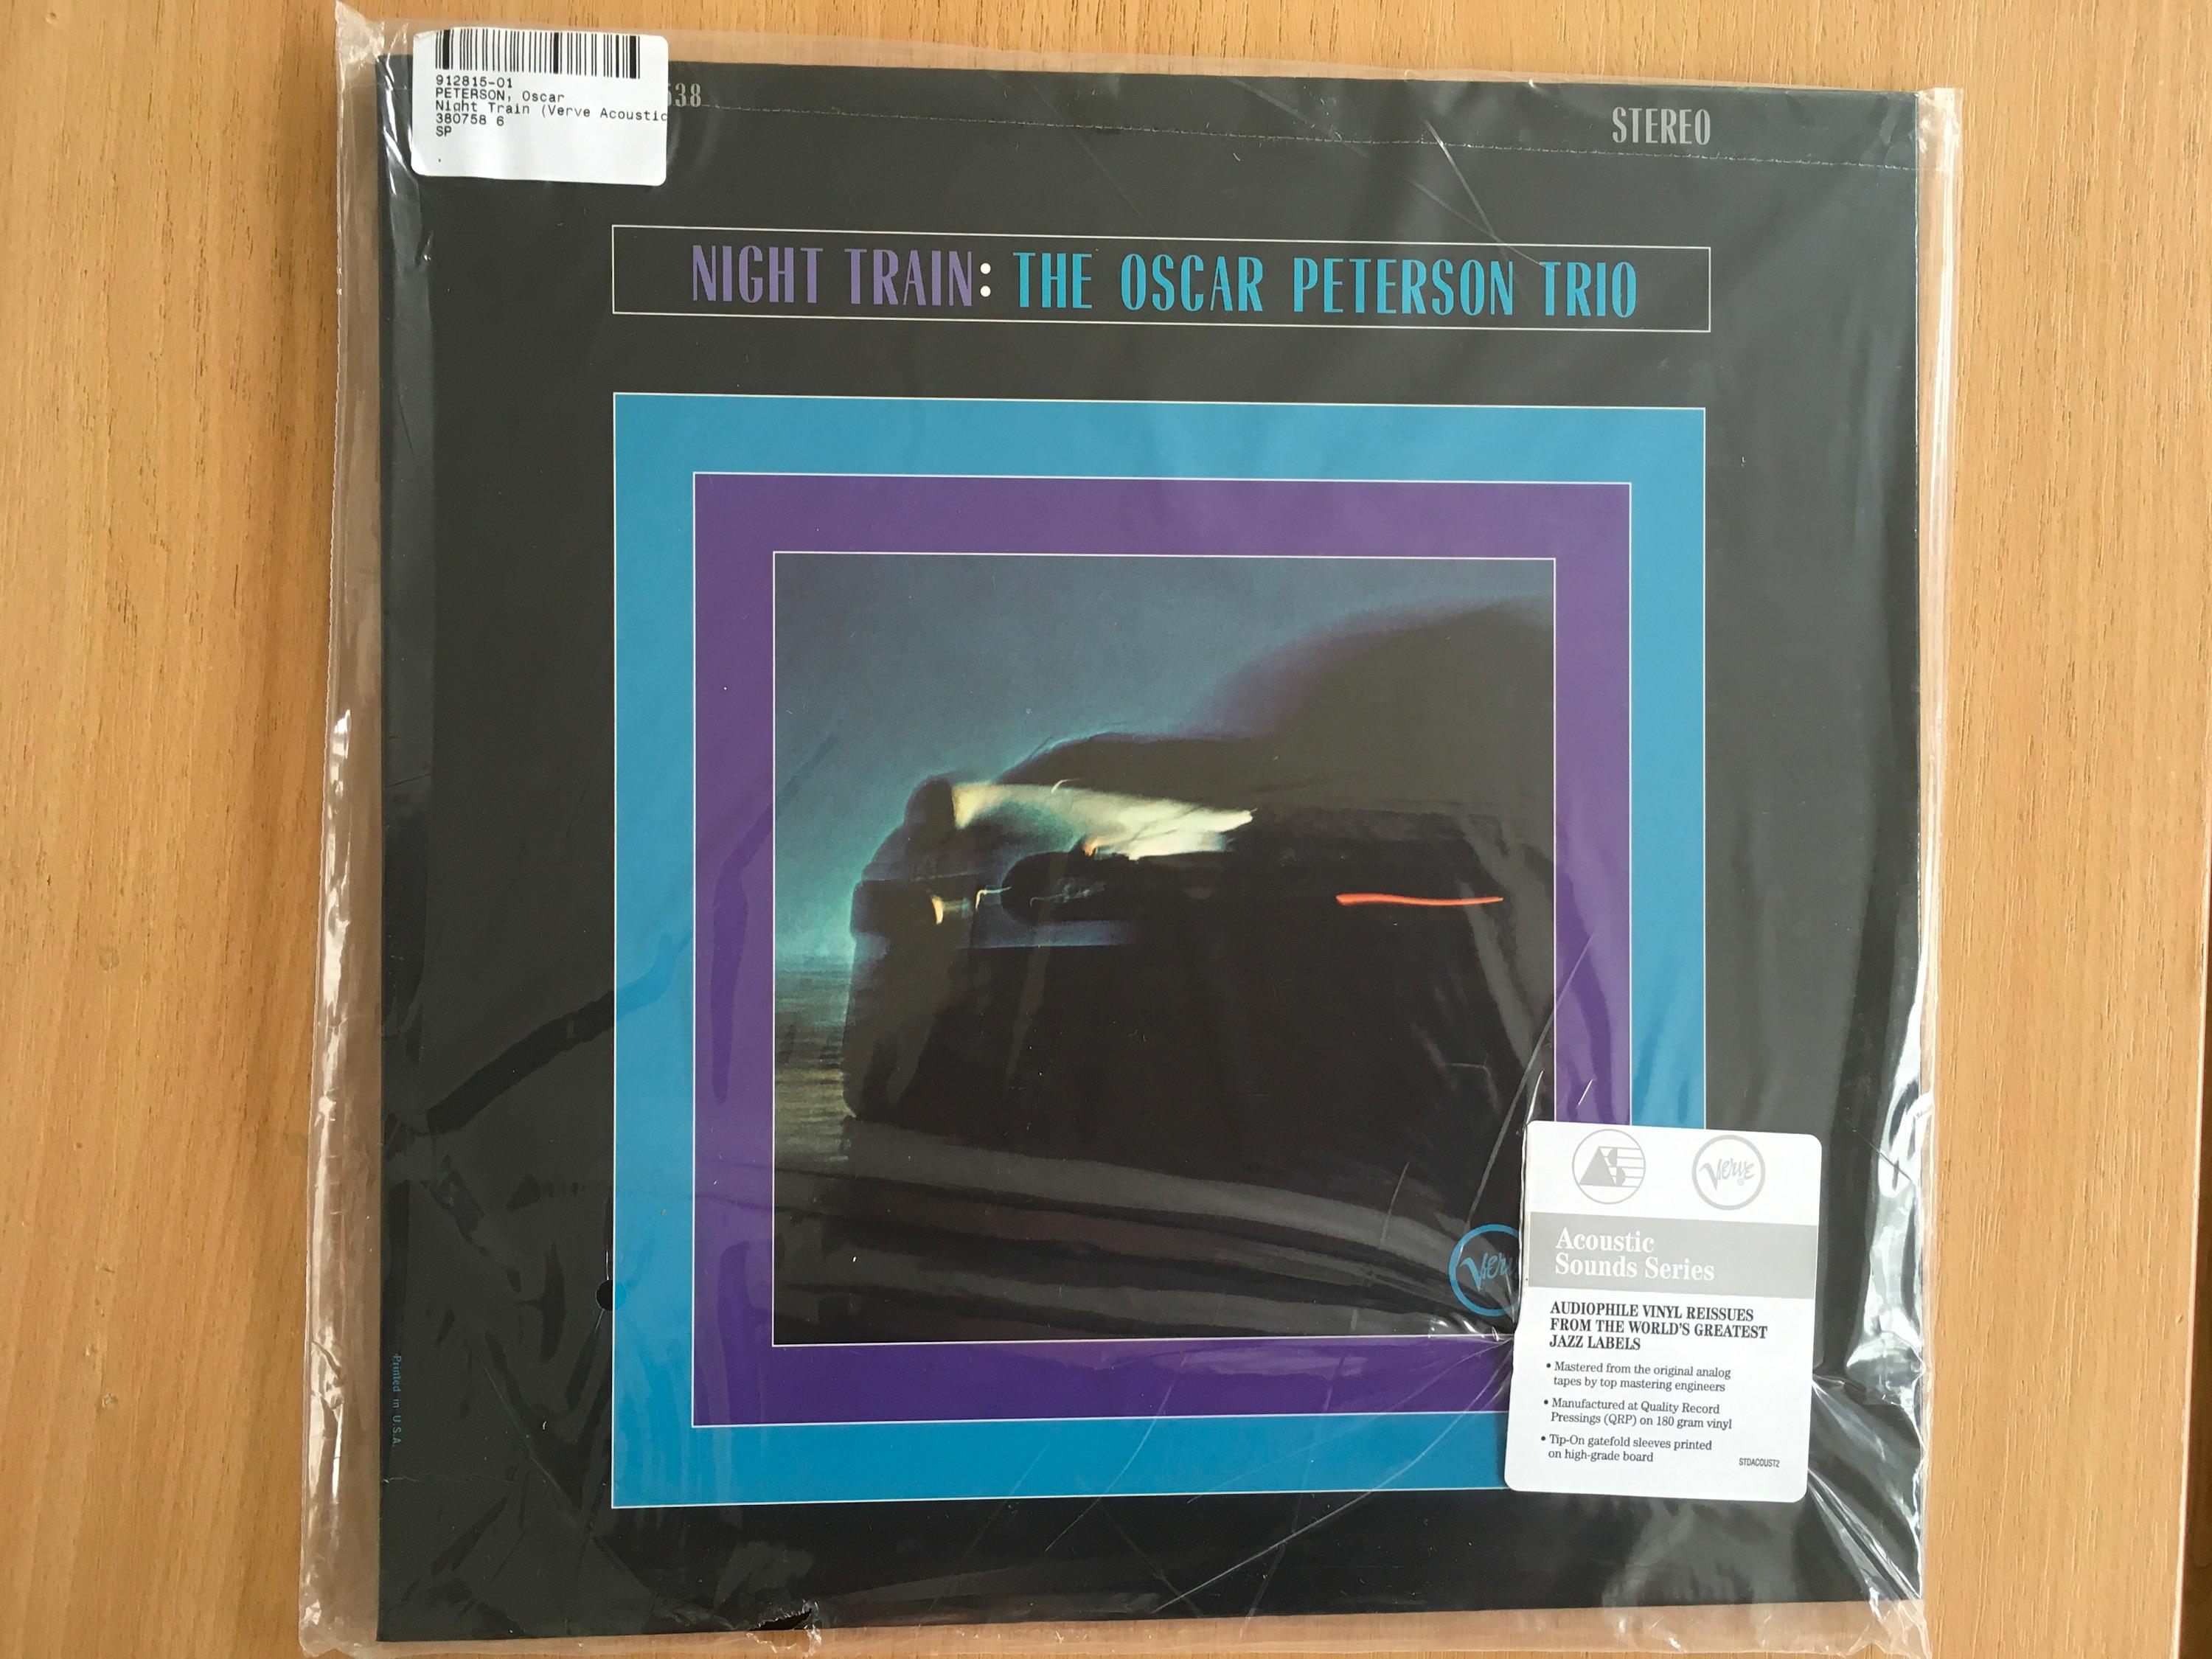 912815-01
PETERSON, Oscar
Night Train (Verve Acoustic
380758 6
SP
538
STEREO
NIGHT TRAIN: THE OSCAR PETERSON TRIO
Verve
AS
Verve
Acoustic
Sounds Series
AUDIOPHILE VINYL REISSUES
FROM THE WORLD'S GREATEST
JAZZ LABELS
• Mastered from the original analog
tapes by top mastering engineers
• Manufactured at Quality Record
Pressings (QRP) on 180 gram vinyl
• Tip-On gatefold sleeves printed
on high-grade board
STDACOUST2
Printed in U.S.A.